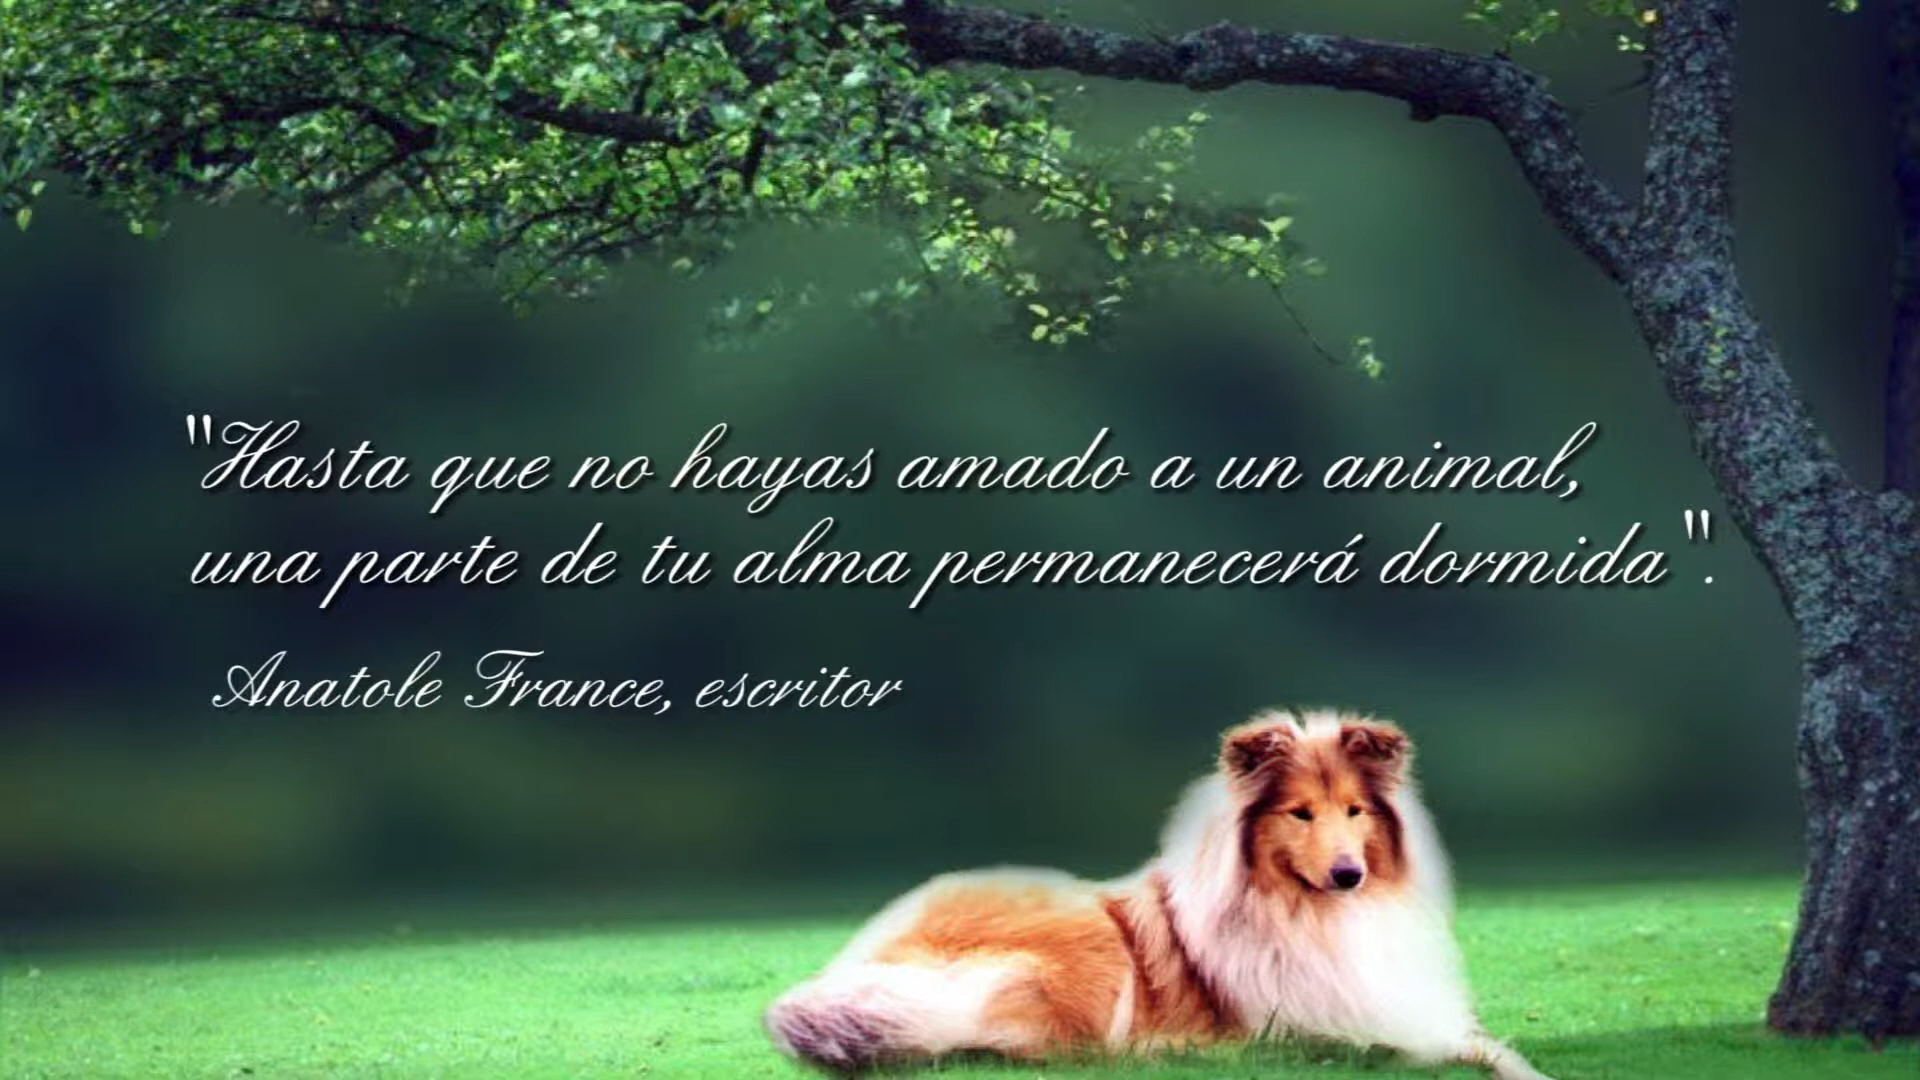 "Hasta que no hayas amado a un animal,
una parte de tu alma permanecerá dormida".
Anatole France, escritor